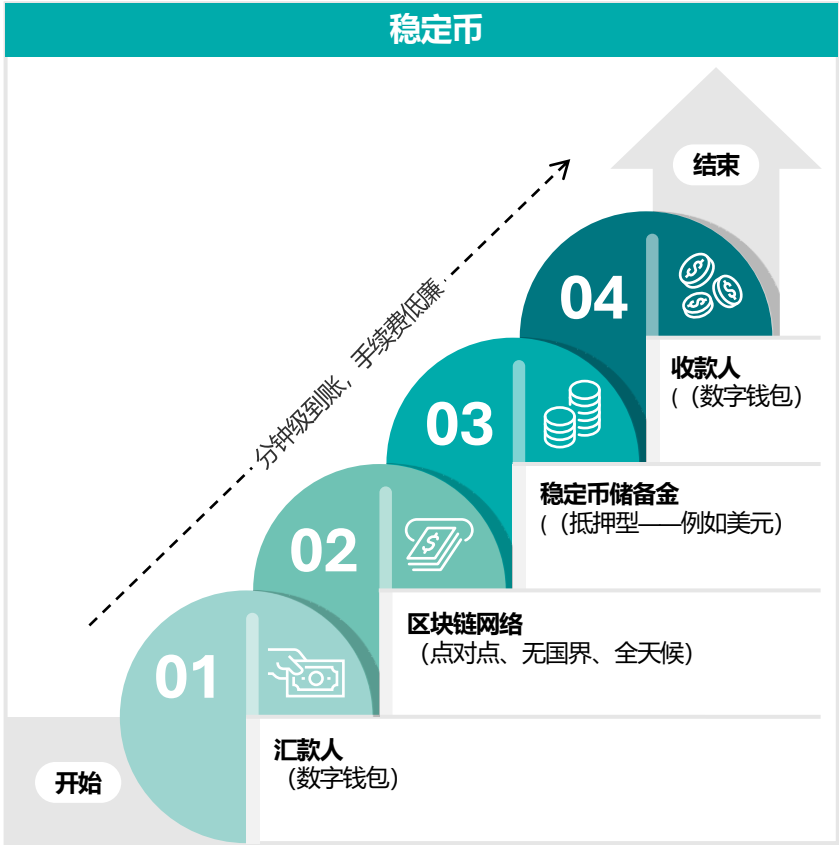 稳定币
结束
分钟级到账，手续费低廉
04
收款人
(（数字钱包）
03
稳定币储备金
(（抵押型——例如美元）
02
区块链网络
（点对点、无国界、全天候）
01
汇款人
（数字钱包）
开始